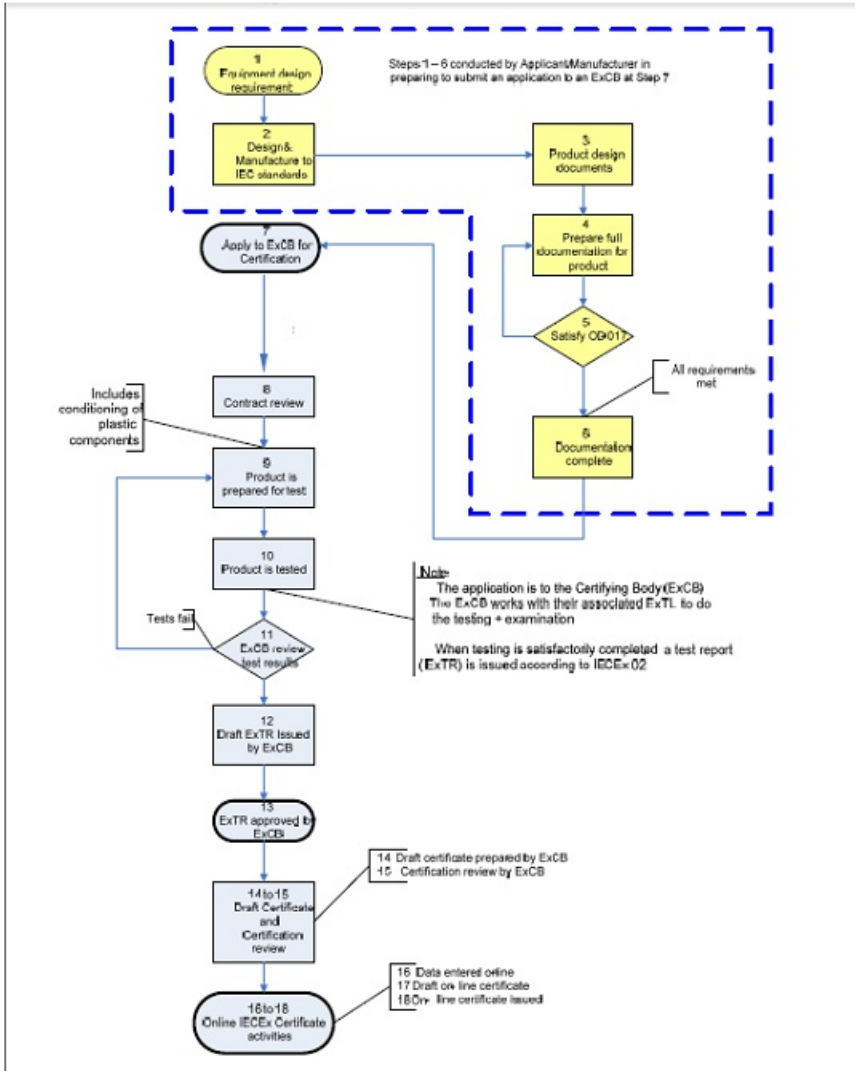 1
Equipment design
requirement
Steps 1 – 6 conducted by Applicant/Manufacturer in
preparing to submit an application to an ExCB at Step 7
2
Design &
Manufacture to
IEC standards
3
Product design
documents
4
Prepare full
documentation for
product
5
Satisfy OD 017
All requirements
met
6
Documentation
complete
7
Apply to ExCB for
Certification
8
Contract review
Includes
conditioning of
plastic
components
9
Product is
prepared for test
10
Product is tested
Note
The application is to the Certifying Body (ExCB)
The ExCB works with their associated ExTL to do
the testing + examination
When testing is satisfactorily completed a test report
(ExTR) is issued according to IECEx 02
Tests fail
11
ExCB review
test results
12
Draft ExTR Issued
by ExCB
13
ExTR approved by
ExCB
14 to 15
Draft Certificate
and
Certification
review
14 Draft certificate prepared by ExCB
15 Certification review by ExCB
16 to 18
Online IECEx Certificate
activities
16 Data entered online
17 Draft on line certificate
18 On line certificate issued